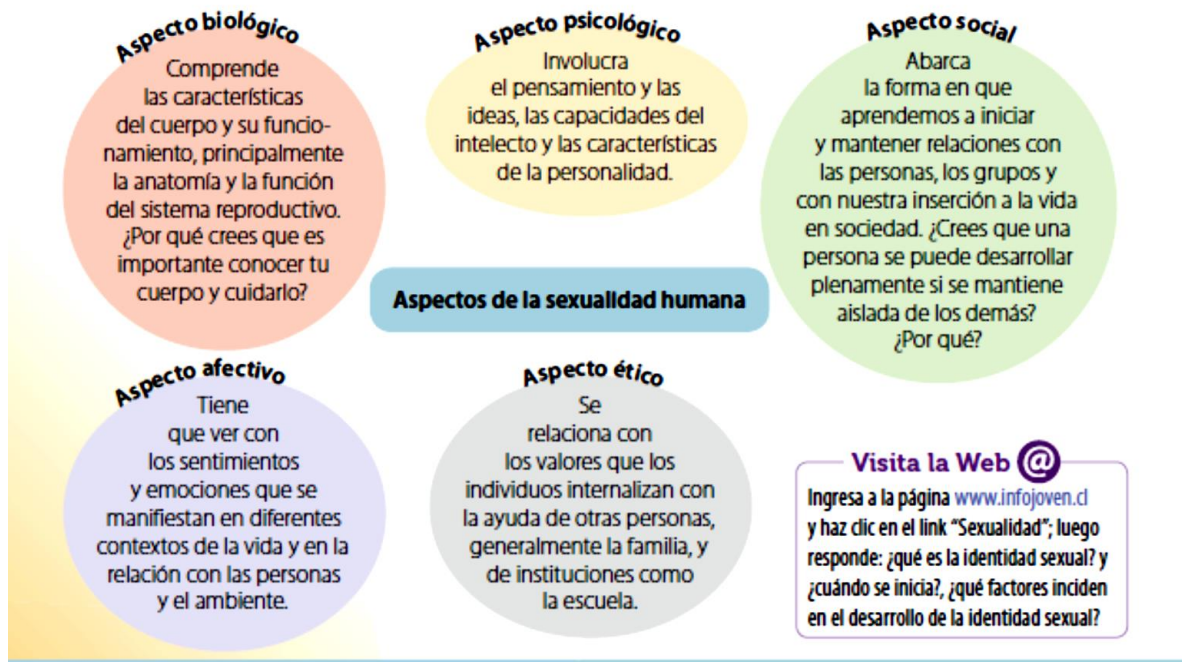 Aspecto biológico
Comprende
las características
del cuerpo y su funcio-
namiento, principalmente
la anatomía y la función
del sistema reproductivo.
¿Por qué crees que es
importante conocer tu
cuerpo y cuidarlo?
Aspecto psicológico
Involucra
el pensamiento y las
ideas, las capacidades del
intelecto y las características
de la personalidad.
Aspecto social
Abarca
la forma en que
aprendemos a iniciar
y mantener relaciones con
las personas, los grupos y
con nuestra inserción a la vida
en sociedad. ¿Crees que una
persona se puede desarrollar
plenamente si se mantiene
aislada de los demás?
¿Por qué?
Aspectos de la sexualidad humana
Aspecto afectivo
Tiene
que ver con
los sentimientos
y emociones que se
manifiestan en diferentes
contextos de la vida y en la
relación con las personas
y el ambiente.
Aspecto ético
Se
relaciona con
los valores que los
individuos internalizan con
la ayuda de otras personas,
generalmente la familia, y
de instituciones como
la escuela.
Visita la Web @
Ingresa a la página www.infojoven.cl
y haz clic en el link “Sexualidad”; luego
responde: ¿qué es la identidad sexual? y
¿cuándo se inicia?, ¿qué factores inciden
en el desarrollo de la identidad sexual?